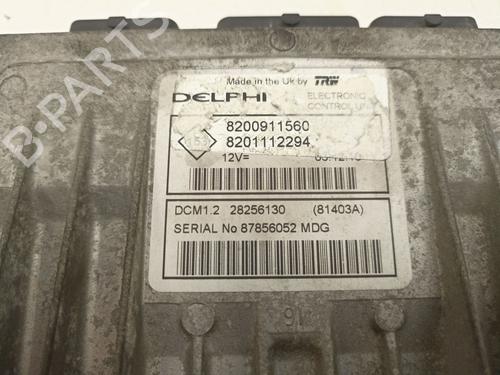 Made in the Uk by TRW
DELPHI
ELECTRONIC
CONTROL
8200911560
8201112294
12V=
DCM1.2 28256130 (81403A)
SERIAL No 87856052 MDG
B-PARTS
16